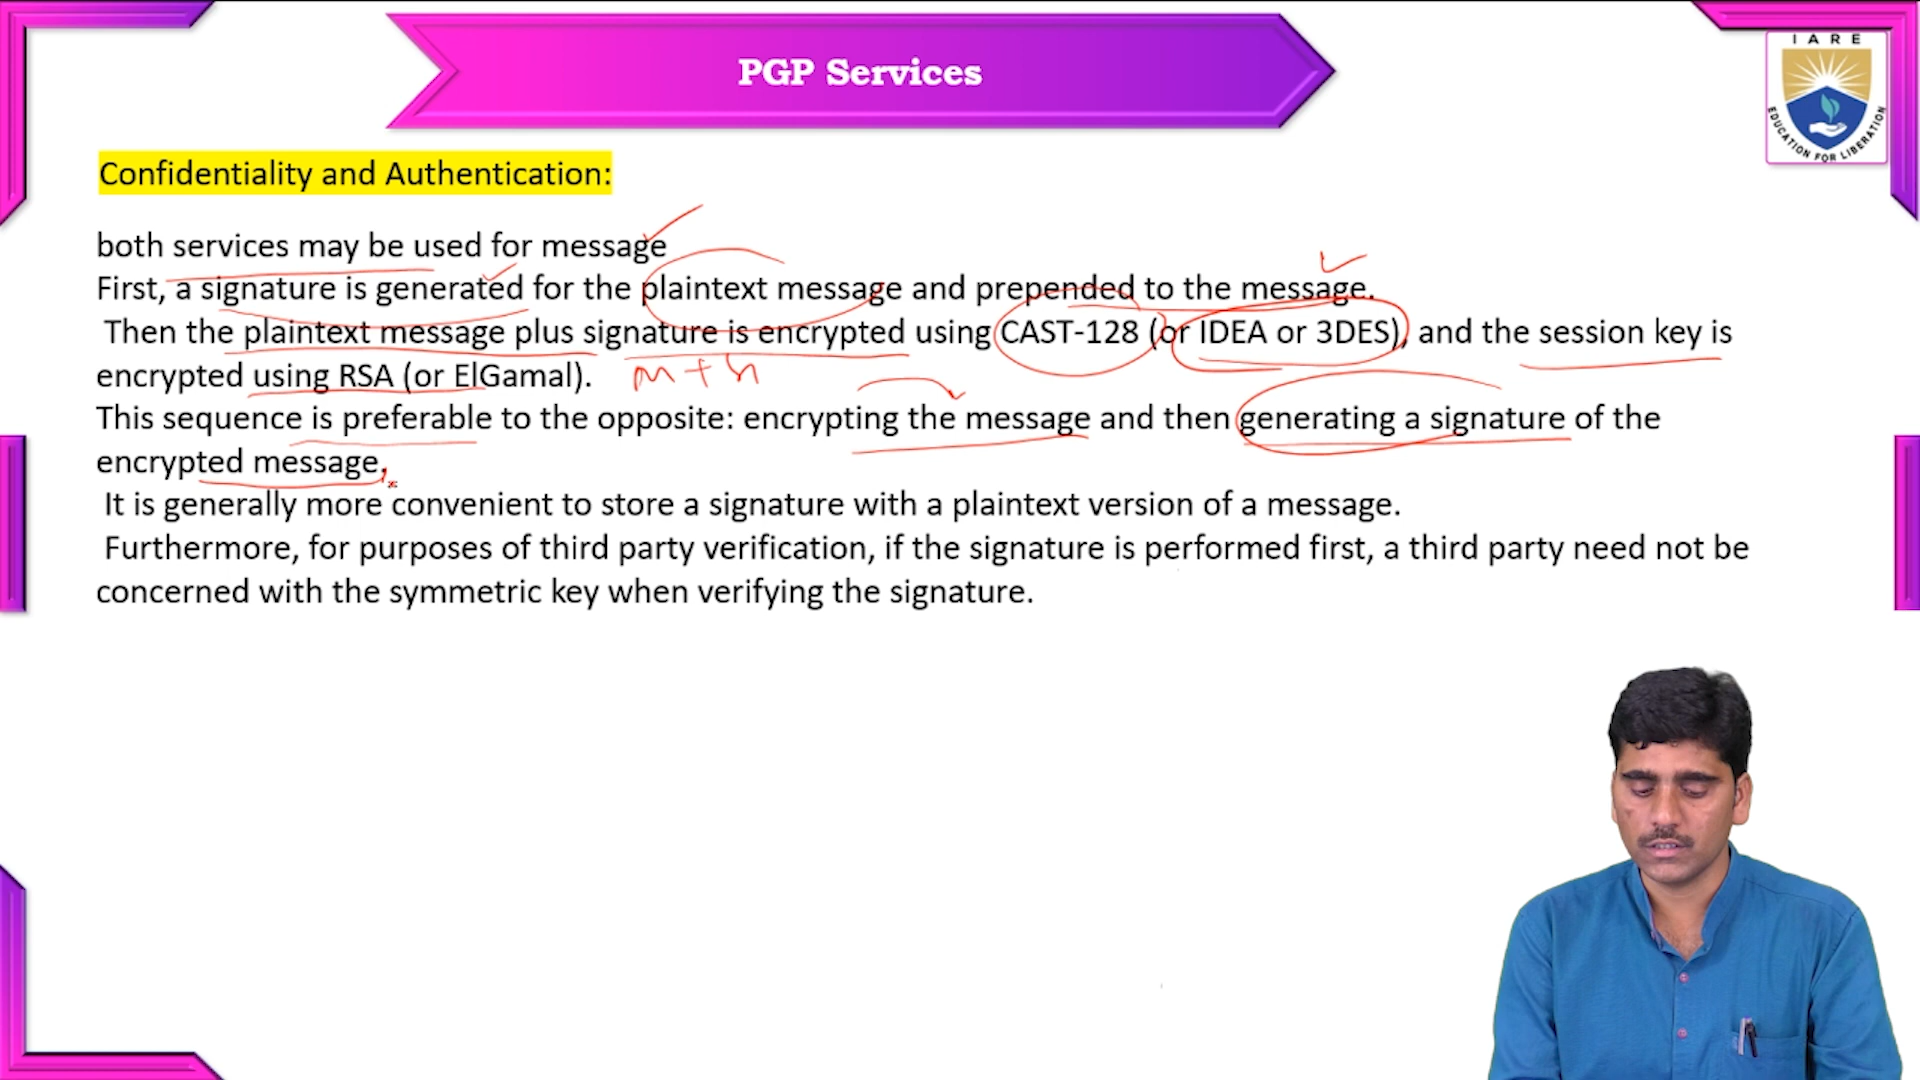 PGP Services
IARE
EDUCATION FOR LIBERATION
Confidentiality and Authentication:
both services may be used for message
First, a signature is generated for the plaintext message and prepended to the message.
Then the plaintext message plus signature is encrypted using CAST-128 (or IDEA or 3DES), and the session key is
encrypted using RSA (or ElGamal).
m + h
This sequence is preferable to the opposite: encrypting the message and then generating a signature of the
encrypted message.
It is generally more convenient to store a signature with a plaintext version of a message.
Furthermore, for purposes of third party verification, if the signature is performed first, a third party need not be
concerned with the symmetric key when verifying the signature.